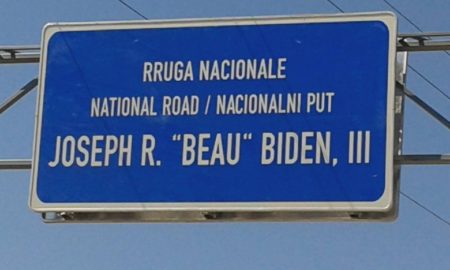 RRUGA NACIONALE
NATIONAL ROAD / NACIONALNI PUT
JOSEPH R. "BEAU" BIDEN, III